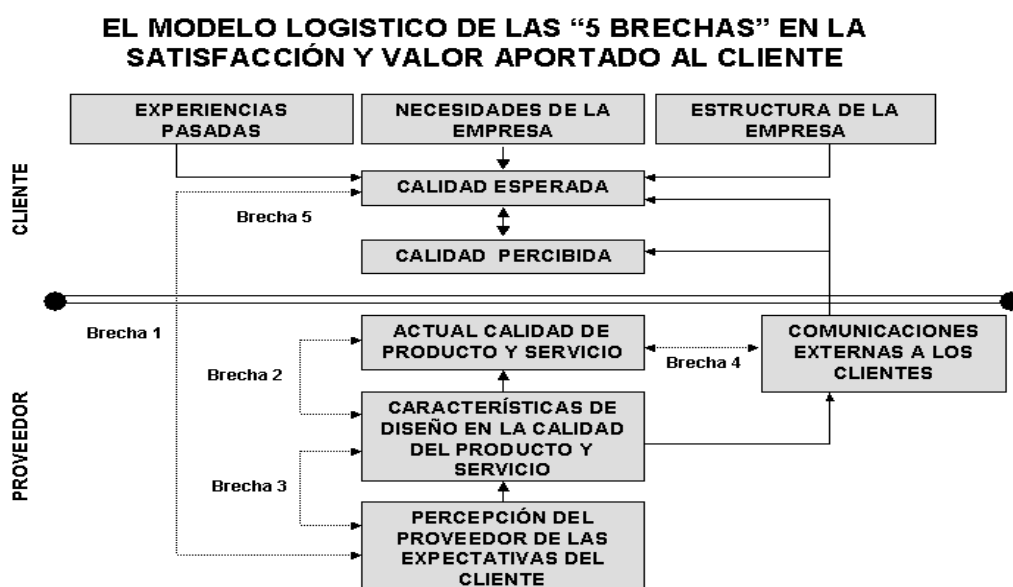 EL MODELO LOGISTICO DE LAS “5 BRECHAS” EN LA
SATISFACCIÓN Y VALOR APORTADO AL CLIENTE
EXPERIENCIAS
PASADAS
NECESIDADES DE LA
EMPRESA
ESTRUCTURA DE LA
EMPRESA
CLIENTE
CALIDAD ESPERADA
Brecha 5
CALIDAD PERCIBIDA
Brecha 1
ACTUAL CALIDAD DE
PRODUCTO Y SERVICIO
Brecha 4
COMUNICACIONES
EXTERNAS A LOS
CLIENTES
Brecha 2
PROVEEDOR
CARACTERÍSTICAS DE
DISEÑO EN LA CALIDAD
DEL PRODUCTO Y
SERVICIO
Brecha 3
PERCEPCIÓN DEL
PROVEEDOR DE LAS
EXPECTATIVAS DEL
CLIENTE